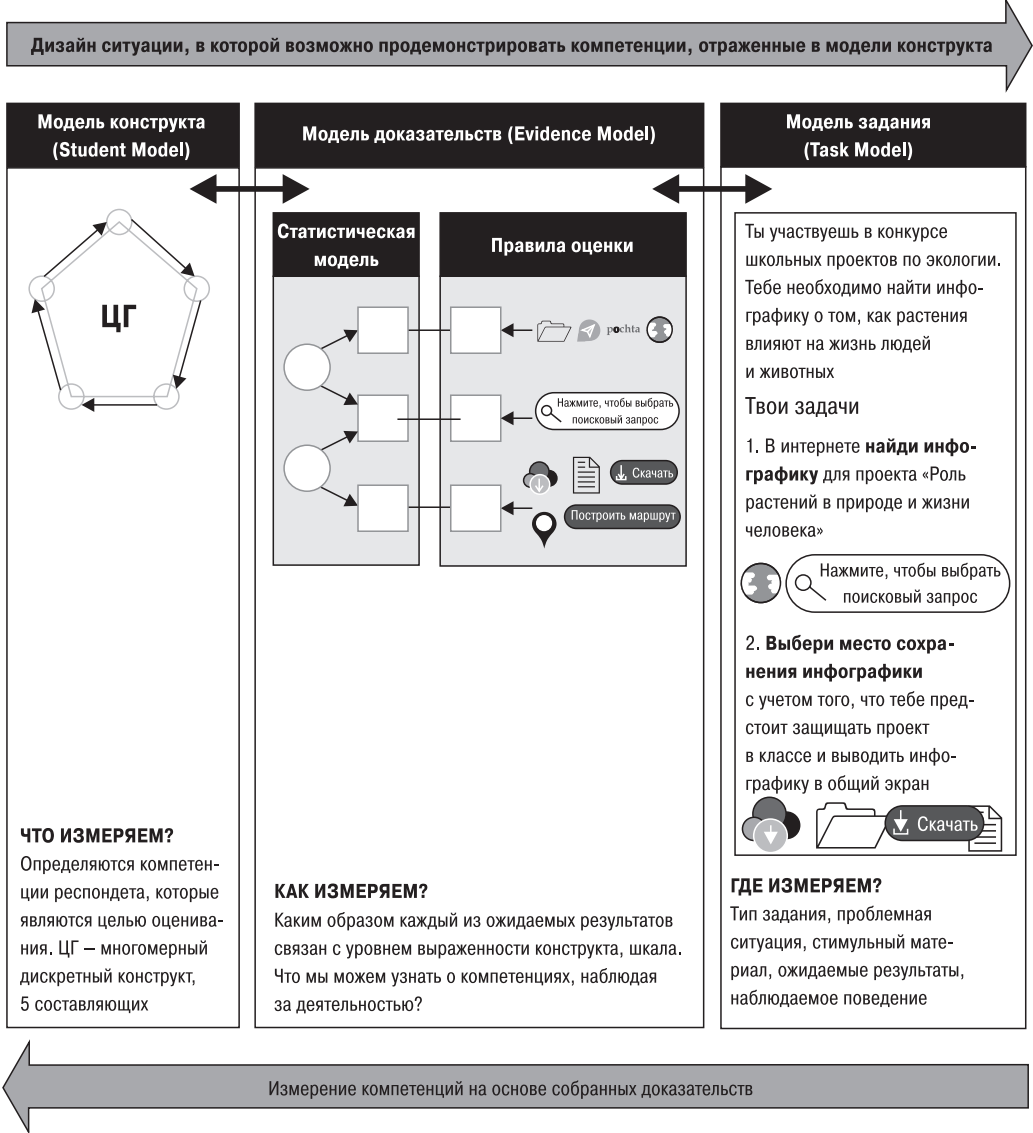 Дизайн ситуации, в которой возможно продемонстрировать компетенции, отраженные в модели конструкта
Модель конструкта
(Student Model)
ЦГ
ЧТО ИЗМЕРЯЕМ?
Определяются компетен-
ции респондета, которые
являются целью оценива-
ния. ЦГ – многомерный
дискретный конструкт,
5 составляющих
Модель доказательств (Evidence Model)
Статистическая
модель
Правила оценки
pochta
Нажмите, чтобы выбрать
поисковый запрос
Скачать
Построить маршрут
КАК ИЗМЕРЯЕМ?
Каким образом каждый из ожидаемых результатов
связан с уровнем выраженности конструкта, шкала.
Что мы можем узнать о компетенциях, наблюдая
за деятельностью?
Модель задания
(Task Model)
Ты участвуешь в конкурсе
школьных проектов по экологии.
Тебе необходимо найти инфо-
графику о том, как растения
влияют на жизнь людей
и животных
Твои задачи
1. В интернете найди инфо-
графику для проекта «Роль
растений в природе и жизни
человека»
Нажмите, чтобы выбрать
поисковый запрос
2. Выбери место сохра-
нения инфографики
с учетом того, что тебе пред-
стоит защищать проект
в классе и выводить инфо-
графику в общий экран
Скачать
ГДЕ ИЗМЕРЯЕМ?
Тип задания, проблемная
ситуация, стимульный мате-
риал, ожидаемые результаты,
наблюдаемое поведение
Измерение компетенций на основе собранных доказательств